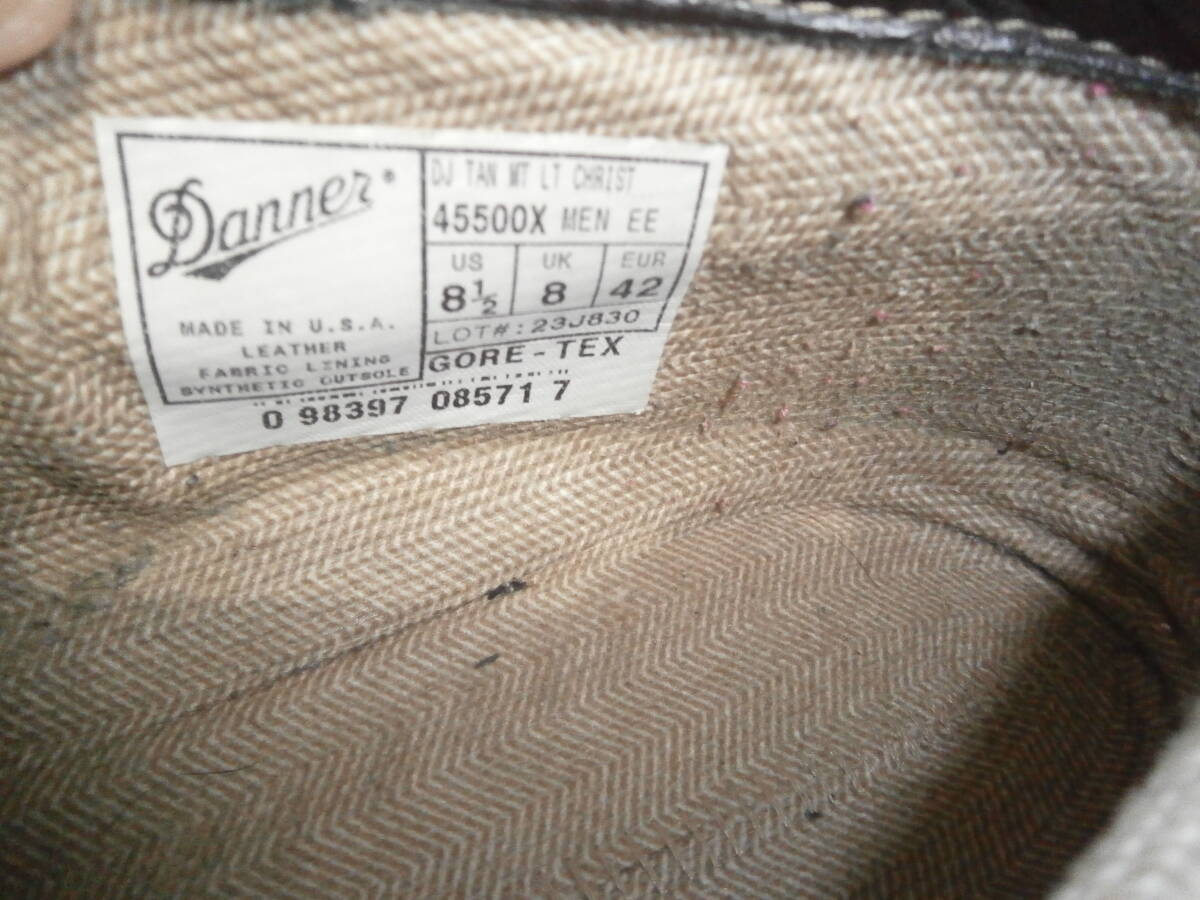 Danner®
MADE IN U.S.A.
LEATHER
FABRIC LINING
SYNTHETIC OUTSOLE
DJ TAN MT LT CHRIST
45500X MEN EE
US UK EUR
8½ 8 42
LOT#:23J830
GORE-TEX
0 98397 08571 7